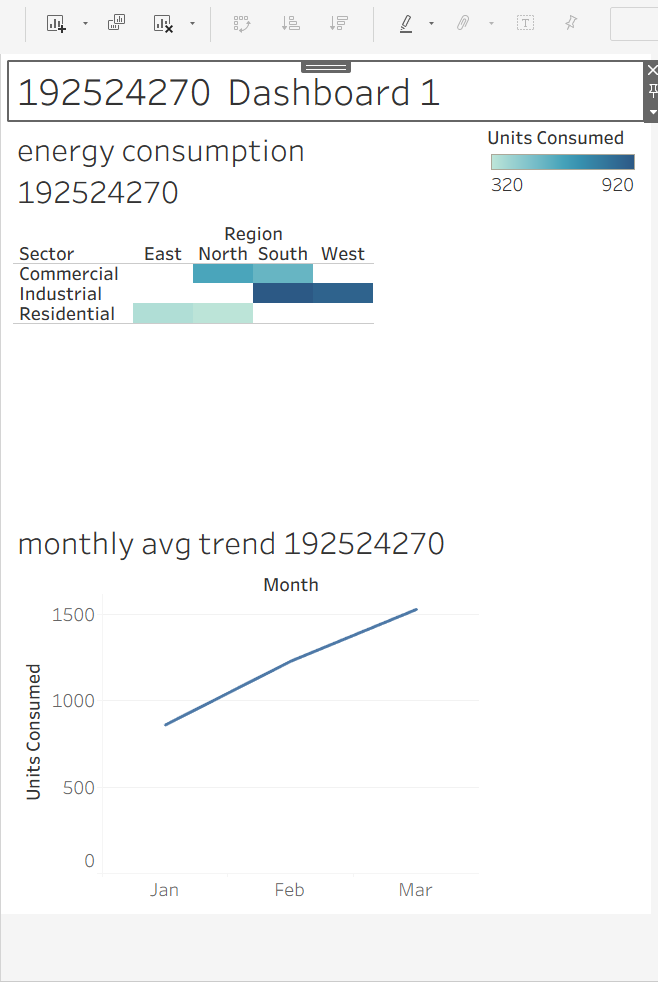 192524270 Dashboard 1
energy consumption
192524270
Units Consumed
320 920
Region
Sector East North South West
Commercial
Industrial
Residential
monthly avg trend 192524270
Month
1500
1000
500
0
Units Consumed
Jan Feb Mar